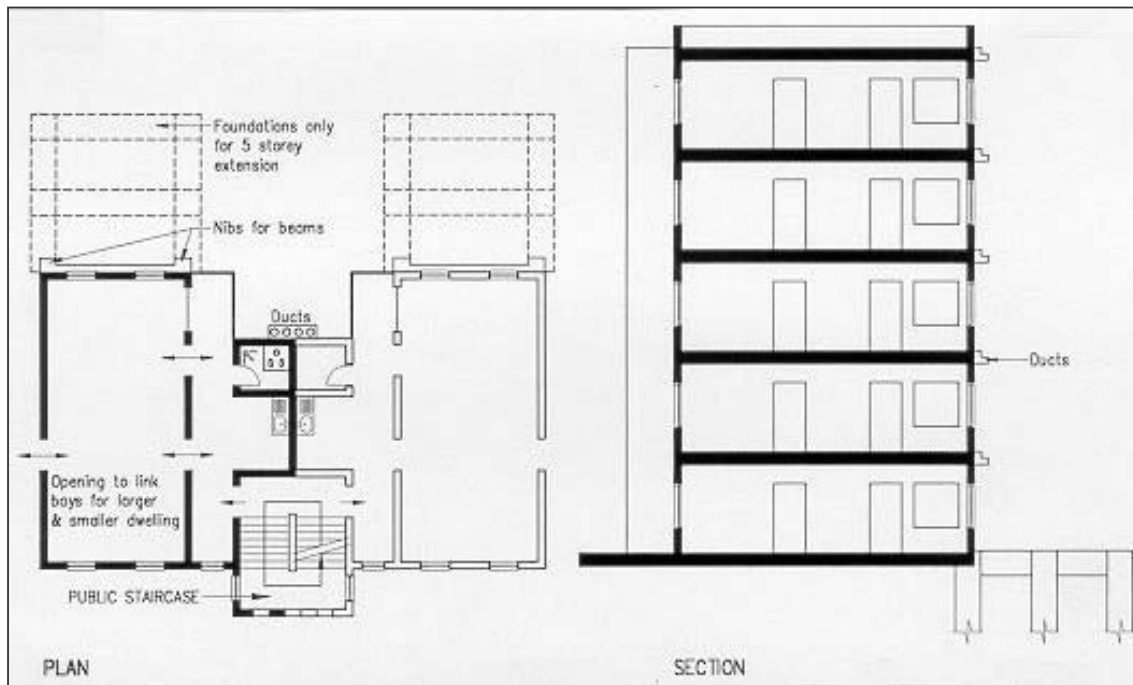 Foundations only
for 5 storey
extension
Nibs for beams
Ducts
Ducts
Opening to link
bays for larger
& smaller dwelling
PUBLIC STAIRCASE
PLAN
SECTION